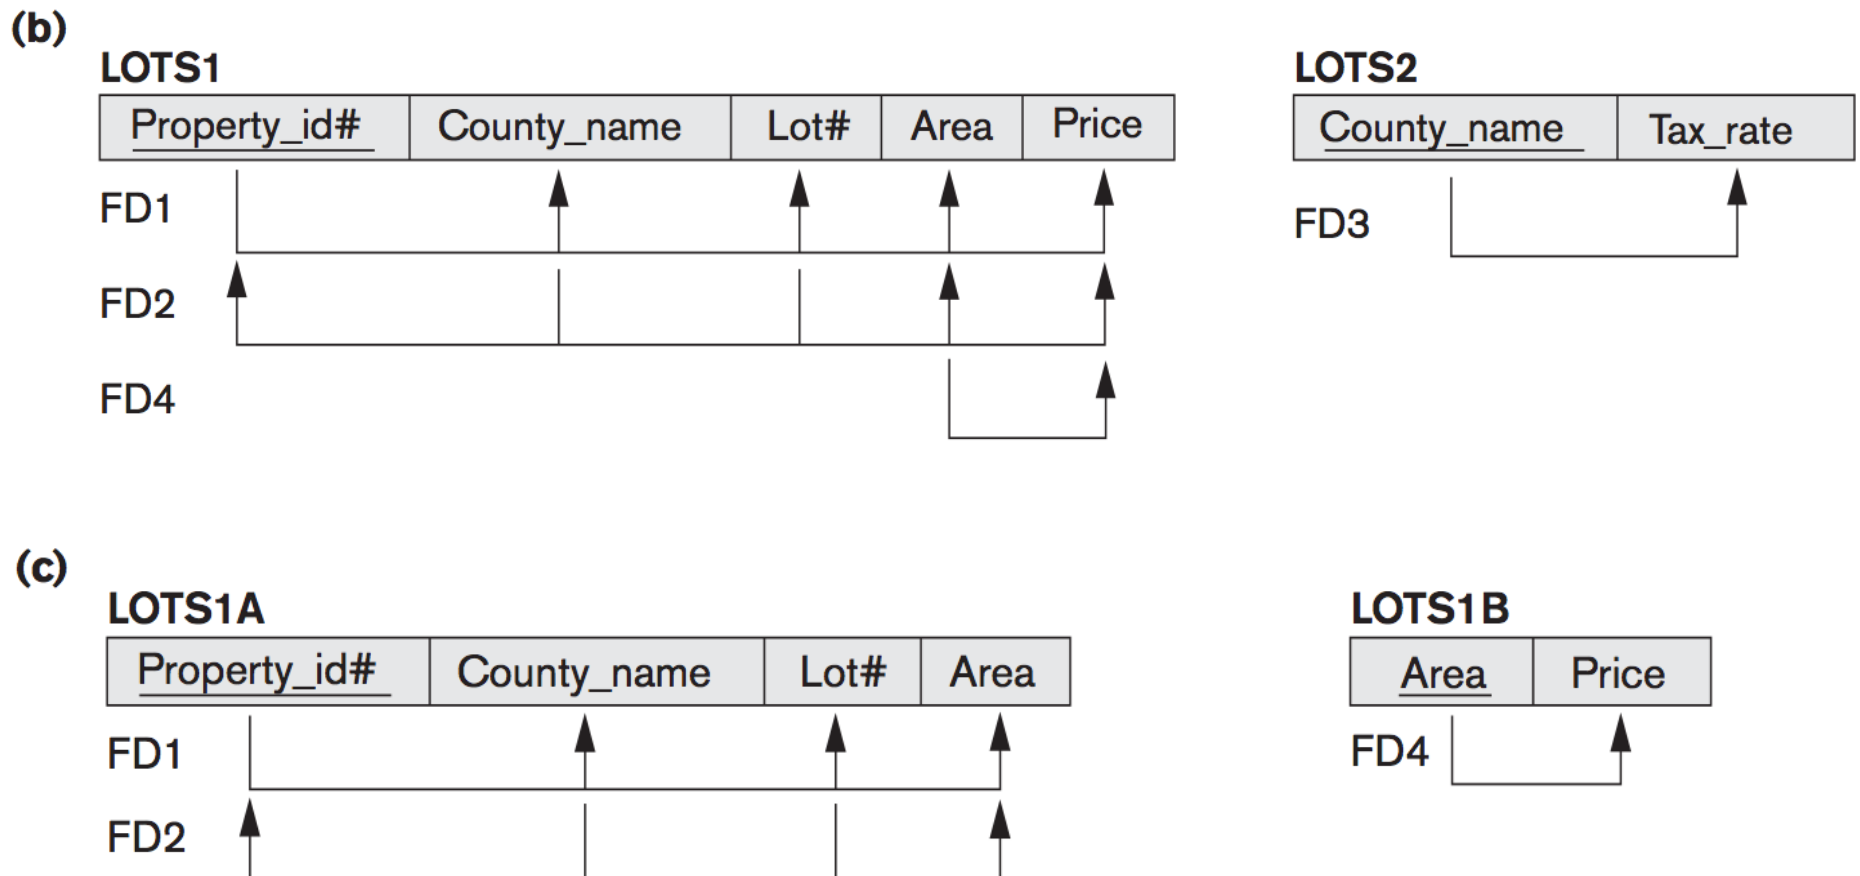 (b)
LOTS1
Property_id# County_name Lot# Area Price
FD1
FD2
FD4
LOTS2
County_name Tax_rate
FD3
(c)
LOTS1A
Property_id# County_name Lot# Area
FD1
FD2
LOTS1B
Area Price
FD4